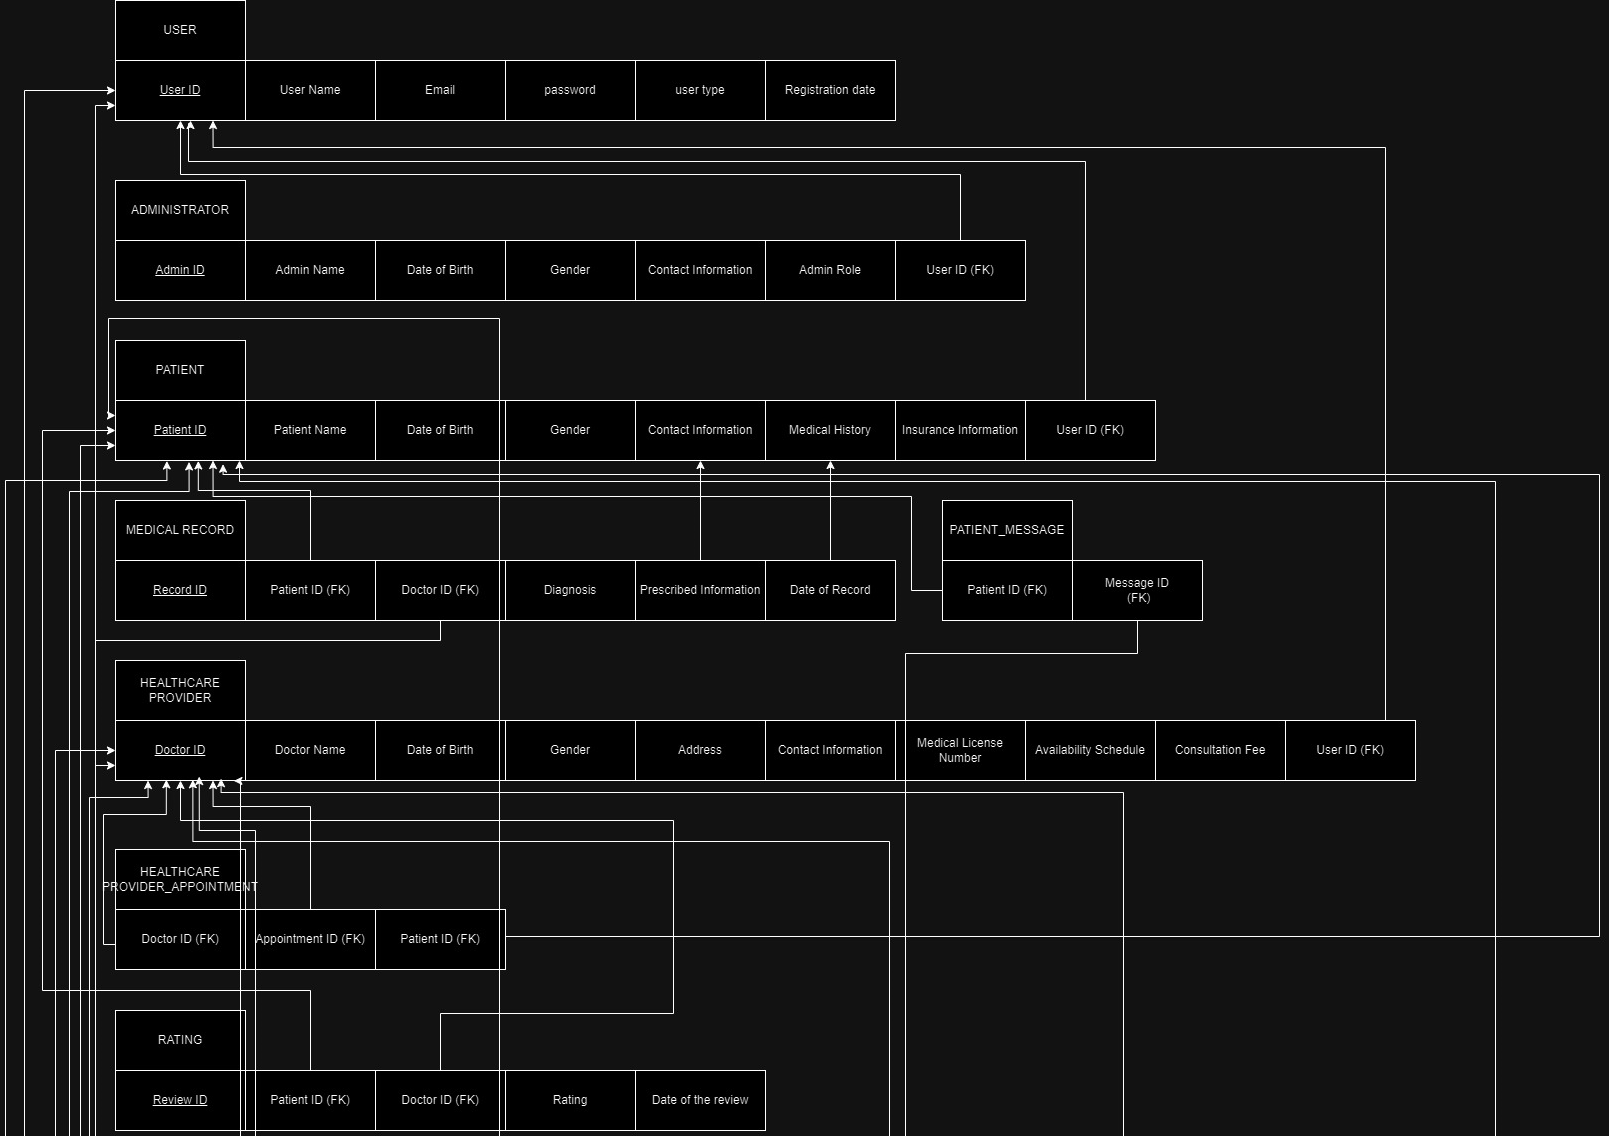 USER
User ID
User Name
Email
password
user type
Registration date
ADMINISTRATOR
Admin ID
Admin Name
Date of Birth
Gender
Contact Information
Admin Role
User ID (FK)
PATIENT
Patient ID
Patient Name
Date of Birth
Gender
Contact Information
Medical History
Insurance Information
User ID (FK)
MEDICAL RECORD
Record ID
Patient ID (FK)
Doctor ID (FK)
Diagnosis
Prescribed Information
Date of Record
PATIENT_MESSAGE
Patient ID (FK)
Message ID
(FK)
HEALTHCARE
PROVIDER
Doctor ID
Doctor Name
Date of Birth
Gender
Address
Contact Information
Medical License
Number
Availability Schedule
Consultation Fee
User ID (FK)
HEALTHCARE
PROVIDER_APPOINTMENT
Doctor ID (FK)
Appointment ID (FK)
Patient ID (FK)
RATING
Review ID
Patient ID (FK)
Doctor ID (FK)
Rating
Date of the review